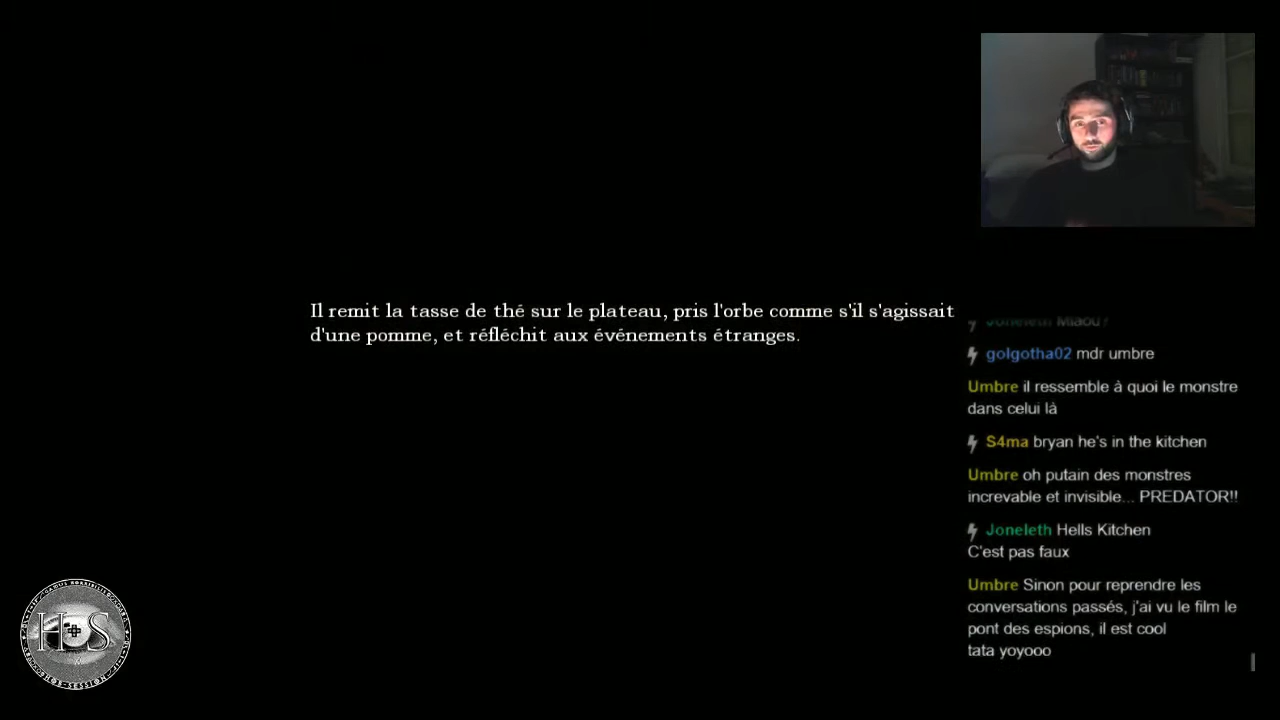 Il remit la tasse de thé sur le plateau, pris l'orbe comme s'il s'agissait
d'une pomme, et réfléchit aux événements étranges.
Joneleth Miaou?
golgotha02 mdr umbre
Umbre il ressemble à quoi le monstre
dans celui là
S4ma bryan he's in the kitchen
Umbre oh putain des monstres
increvable et invisible... PREDATOR!!
Joneleth Hells Kitchen
C'est pas faux
Umbre Sinon pour reprendre les
conversations passés, j'ai vu le film le
pont des espions, il est cool
tata yoyooo
H S